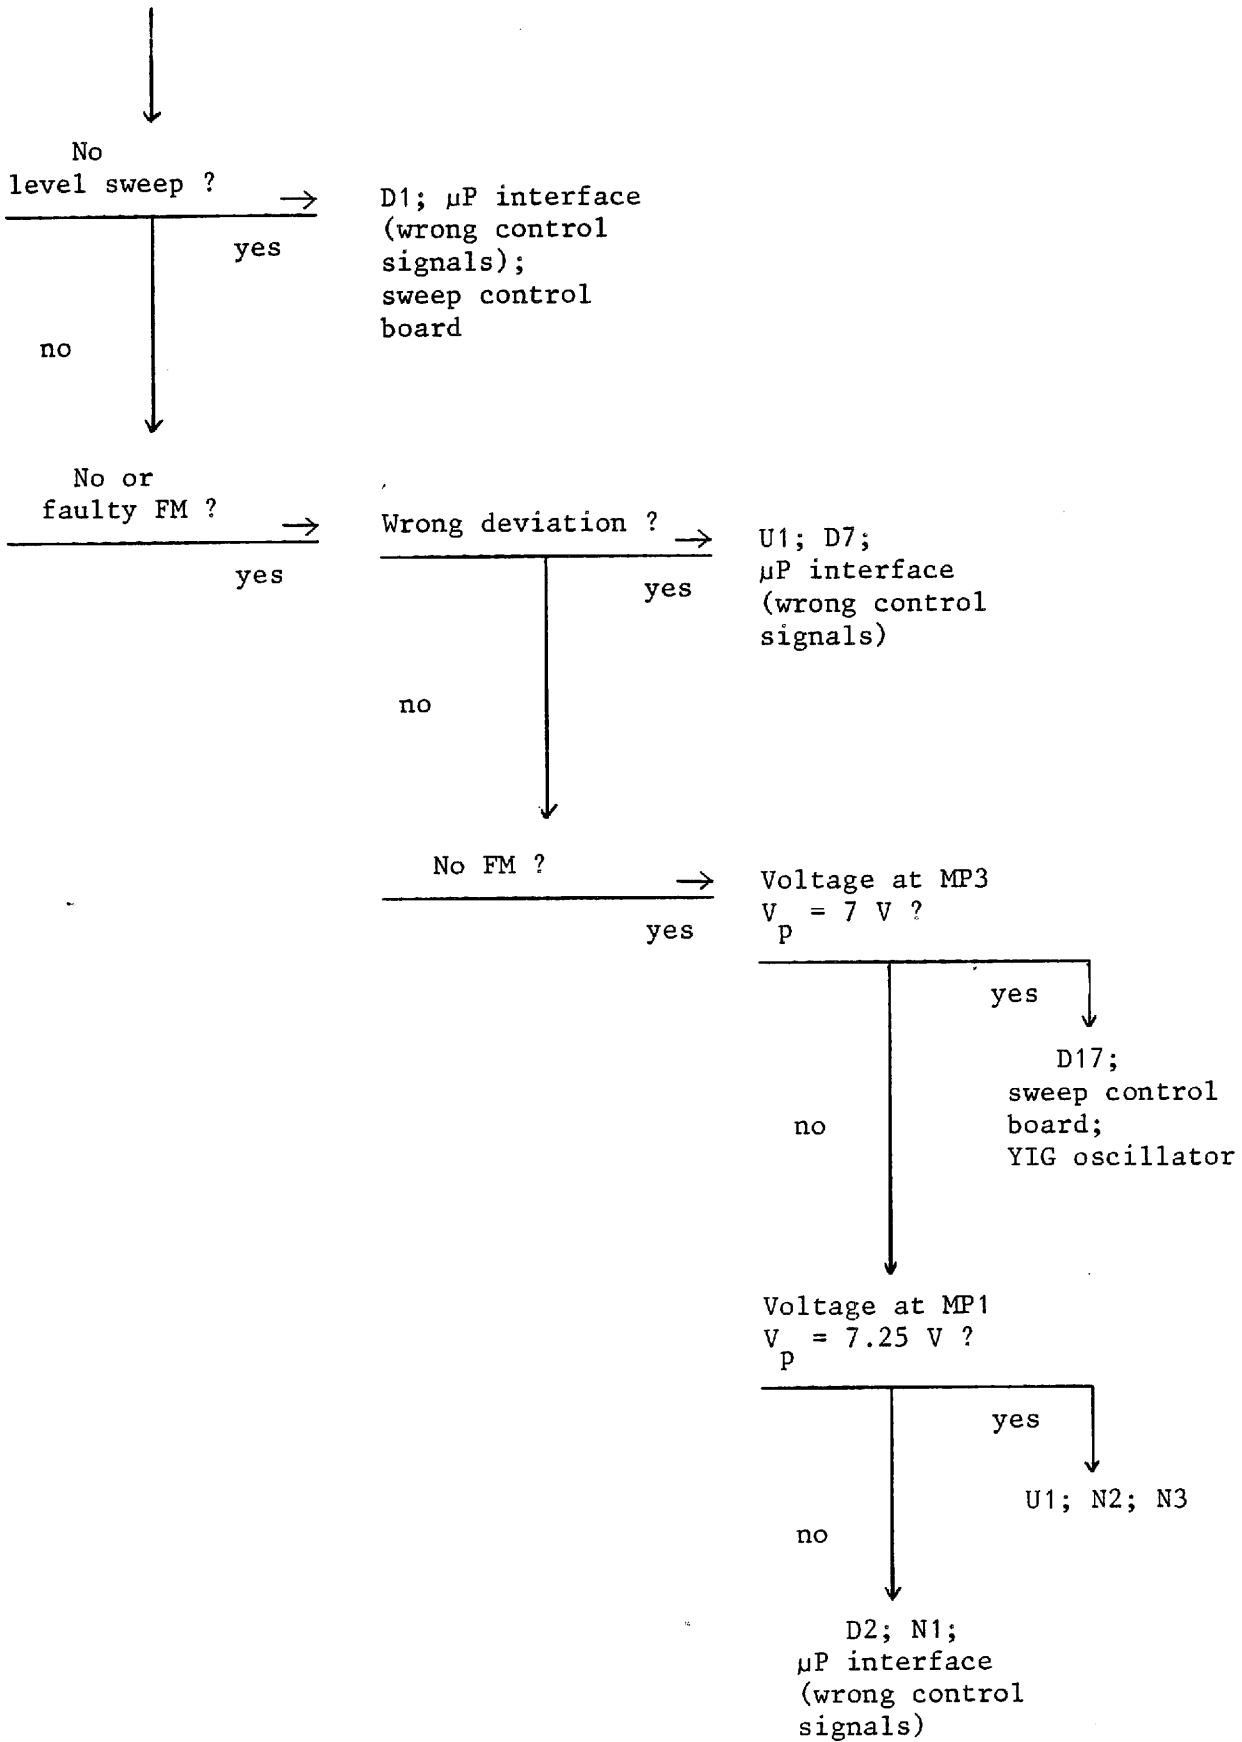 No
level sweep ?
yes
D1; µP interface
(wrong control
signals);
sweep control
board
no
No or
faulty FM ?
yes
Wrong deviation ?
yes
U1; D7;
µP interface
(wrong control
signals)
no
No FM ?
yes
Voltage at MP3
Vp = 7 V ?
yes
D17;
sweep control
board;
YIG oscillator
no
Voltage at MP1
Vp = 7.25 V ?
yes
U1; N2; N3
no
D2; N1;
µP interface
(wrong control
signals)